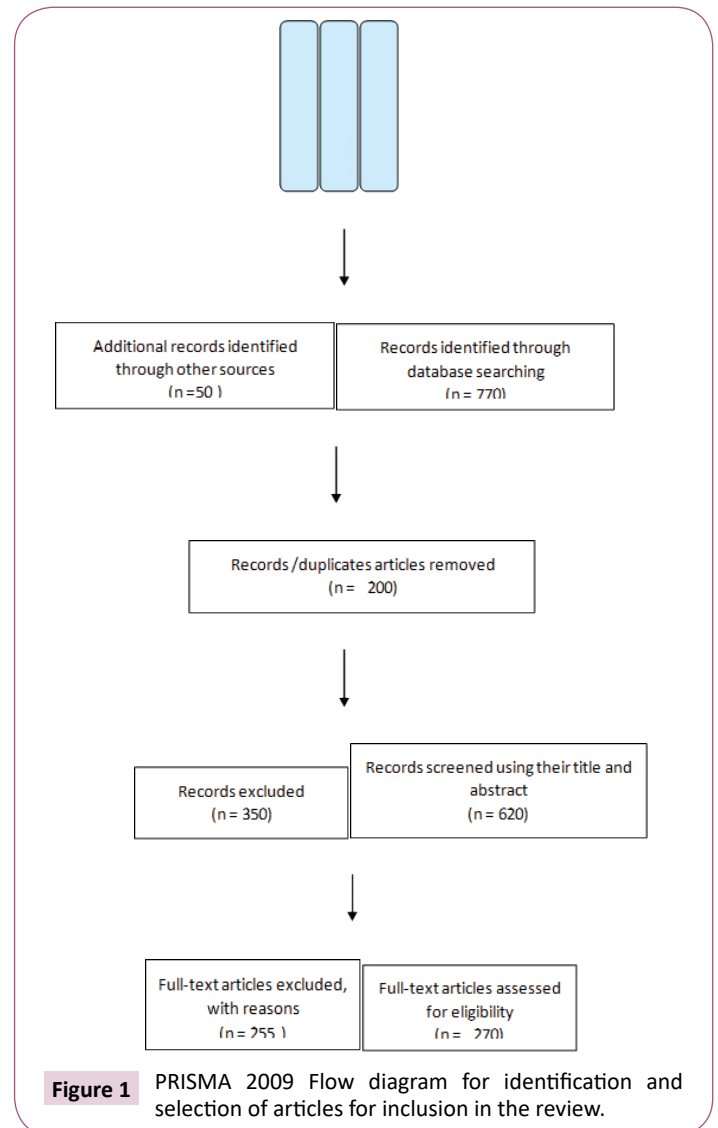 Additional records identified
through other sources
(n =50 )
Records identified through
database searching
(n = 770)
Records /duplicates articles removed
(n = 200)
Records excluded
(n = 350)
Records screened using their title and
abstract
(n = 620)
Full-text articles excluded,
with reasons
(n = 255 )
Full-text articles assessed
for eligibility
(n = 270)
Figure 1 PRISMA 2009 Flow diagram for identification and
selection of articles for inclusion in the review.